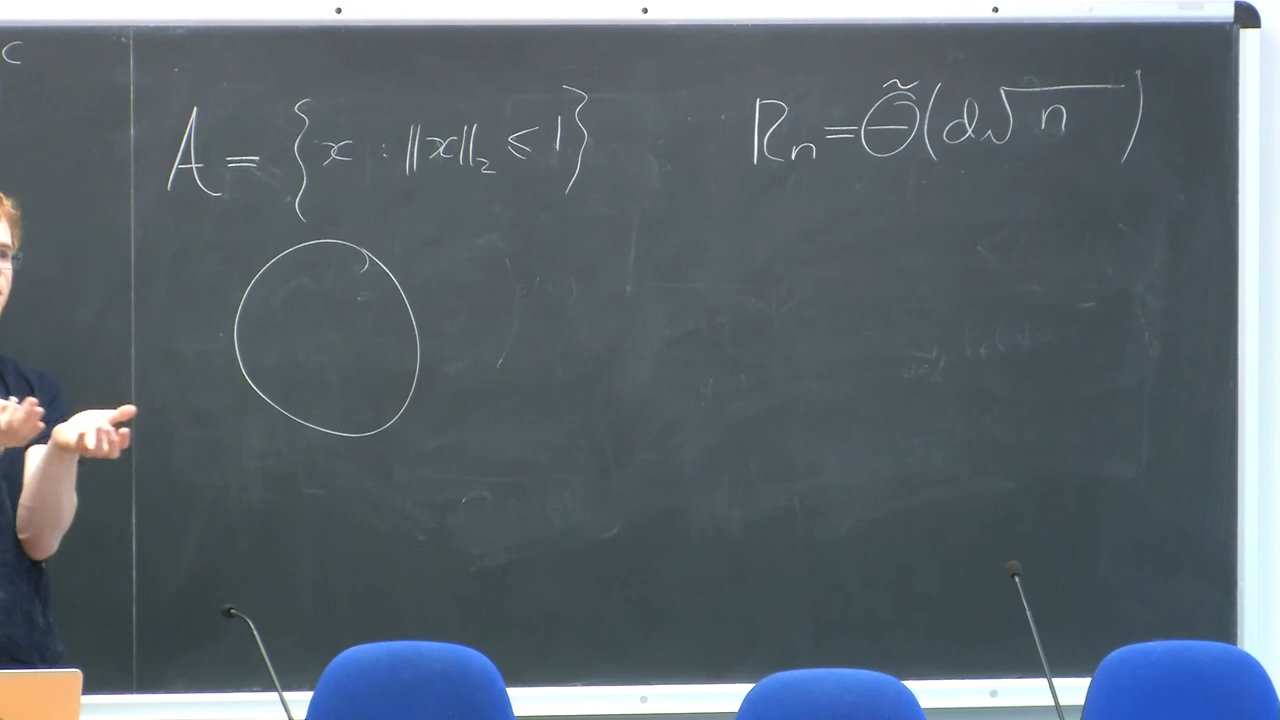 c
A = {x : ||x||₂ ≤ 1}
Rₙ = Θ̃(d√n)